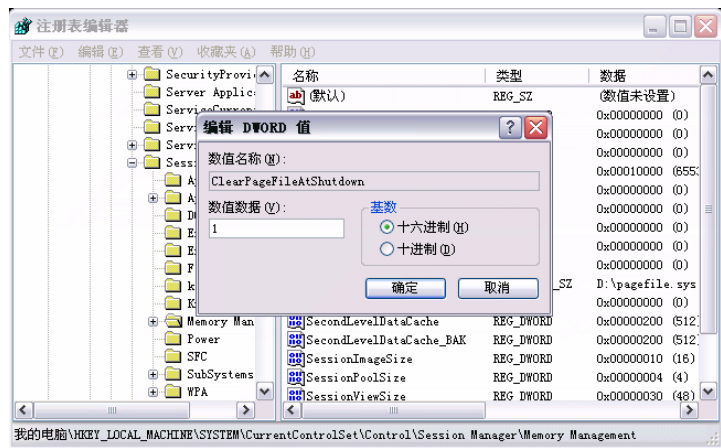 注册表编辑器
文件(F) 编辑(E) 查看(V) 收藏夹(A) 帮助(H)
名称 类型 数据
SecurityProvi
Server Applic
ab (默认) REG_SZ (数值未设置)
0x00000000 (0)
Serv 0x00000000 (0)
Serv 0x00000000 (0)
Sess 0x00010000 (6553
编辑 DWORD 值
数值名称(N):
ClearPageFileAtShutdown
数值数据(V):
1
基数
十六进制(H)
十进制(D)
确定 取消
0x00000000 (0)
0x00000000 (0)
0x00000000 (0)
0x00000000 (0)
0x00000000 (0)
_SZ D:\pagefile.sys
0x00000000 (0)
Memory Man SecondLevelDataCache REG_DWORD 0x00000200 (512
Power SecondLevelDataCache_BAK REG_DWORD 0x00000200 (512
SFC SessionImageSize REG_DWORD 0x00000010 (16)
SubSystems SessionPoolSize REG_DWORD 0x00000004 (4)
WPA SessionViewSize REG_DWORD 0x00000030 (48)
我的电脑\HKEY_LOCAL_MACHINE\SYSTEM\CurrentControlSet\Control\Session Manager\Memory Management